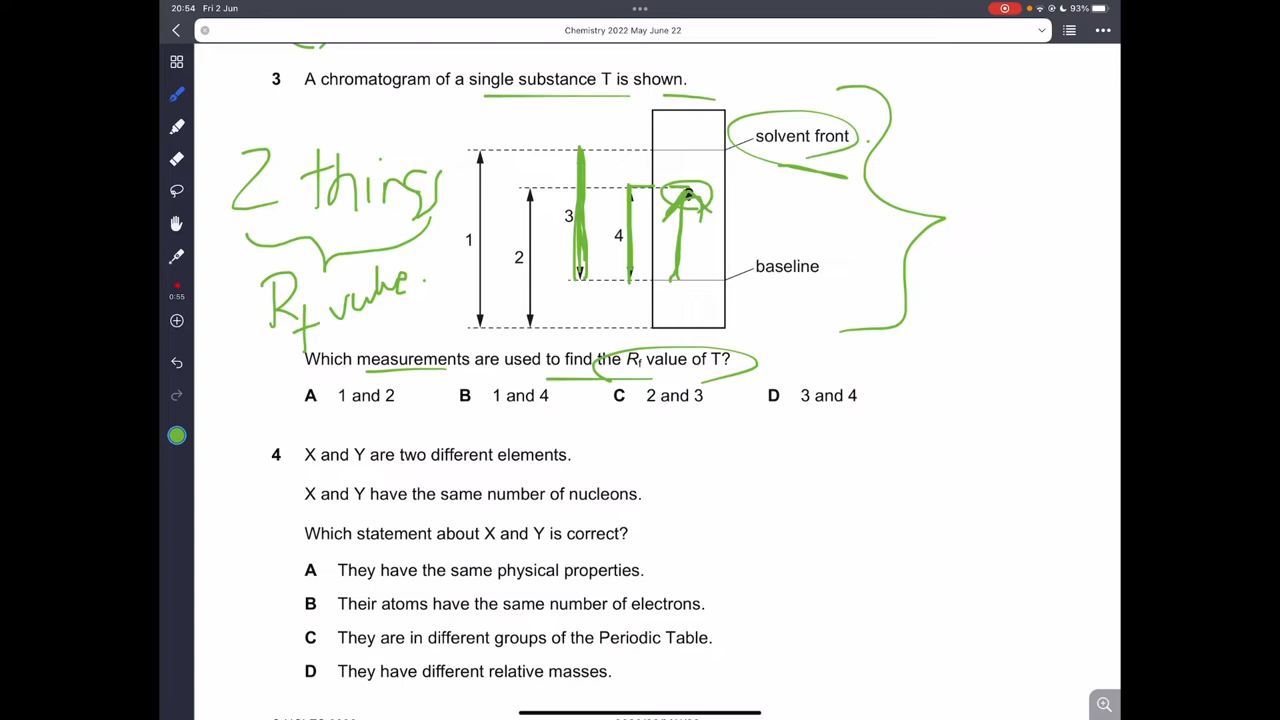 20:54 Fri 2 Jun
93%
Chemistry 2022 May June 22
3 A chromatogram of a single substance T is shown.
solvent front
2 things
3
1
4
2
baseline
Rf value.
0:55
Which measurements are used to find the Rf value of T?
A 1 and 2 B 1 and 4 C 2 and 3 D 3 and 4
4 X and Y are two different elements.
X and Y have the same number of nucleons.
Which statement about X and Y is correct?
A They have the same physical properties.
B Their atoms have the same number of electrons.
C They are in different groups of the Periodic Table.
D They have different relative masses.